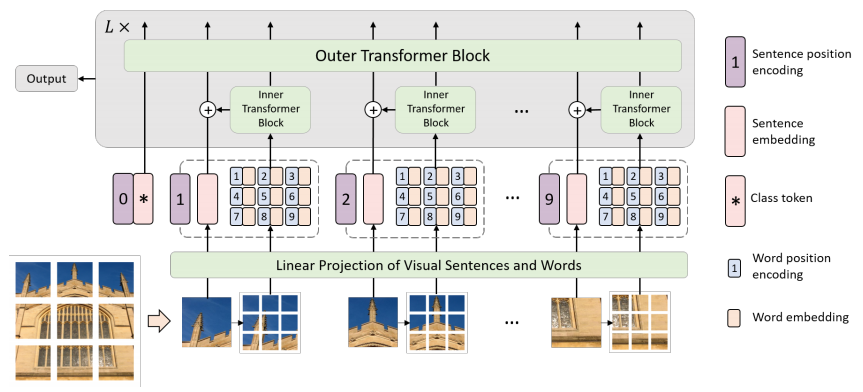 L ×
Outer Transformer Block
Output
Inner
Transformer
Block
Inner
Transformer
Block
...
Inner
Transformer
Block
0 *
1
1 2 3
4 5 6
7 8 9
2
1 2 3
4 5 6
7 8 9
...
9
1 2 3
4 5 6
7 8 9
Linear Projection of Visual Sentences and Words
...
1
Sentence position
encoding
Sentence
embedding
*
Class token
1
Word position
encoding
Word embedding